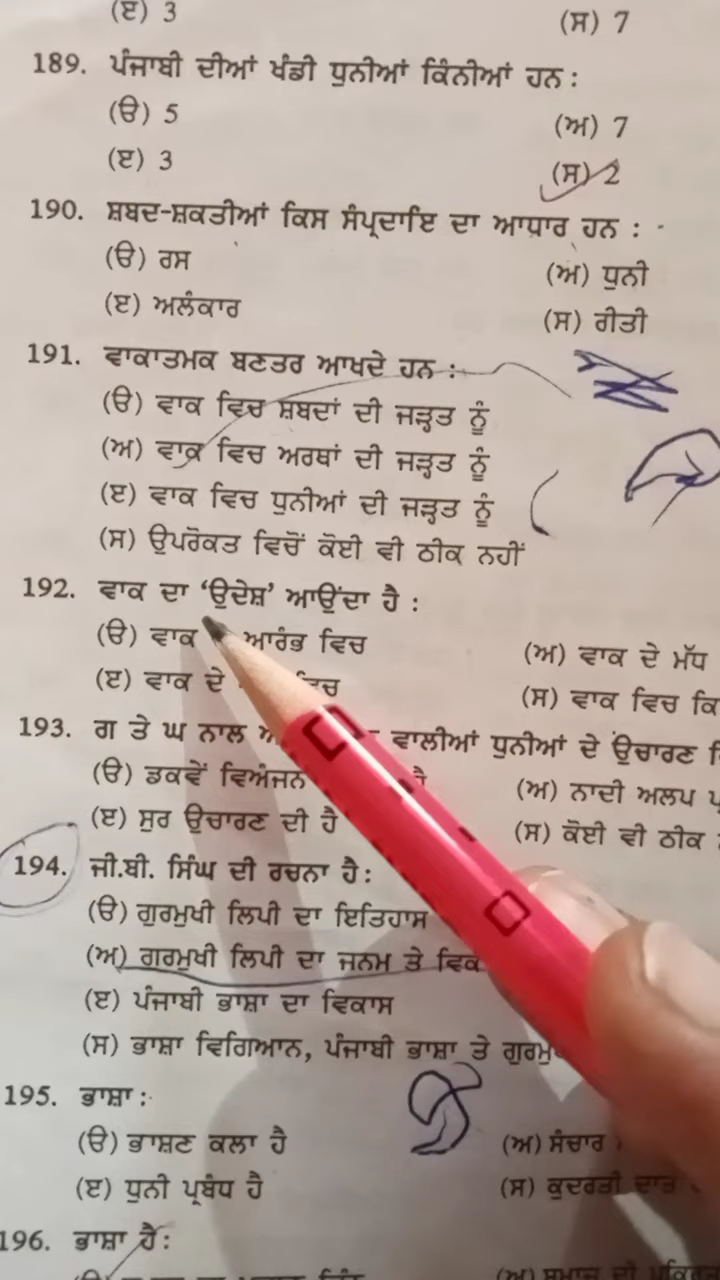 (ੲ) 3 (ਸ) 7
189. ਪੰਜਾਬੀ ਦੀਆਂ ਖੰਡੀ ਧੁਨੀਆਂ ਕਿੰਨੀਆਂ ਹਨ :
(ੳ) 5 (ਅ) 7
(ੲ) 3 (ਸ) 2
190. ਸ਼ਬਦ-ਸ਼ਕਤੀਆਂ ਕਿਸ ਸੰਪ੍ਰਦਾਇ ਦਾ ਆਧਾਰ ਹਨ :
(ੳ) ਰਸ (ਅ) ਧੁਨੀ
(ੲ) ਅਲੰਕਾਰ (ਸ) ਰੀਤੀ
191. ਵਾਕਾਤਮਕ ਬਣਤਰ ਆਖਦੇ ਹਨ :
(ੳ) ਵਾਕ ਵਿਚ ਸ਼ਬਦਾਂ ਦੀ ਜੜ੍ਹਤ ਨੂੰ
(ਅ) ਵਾਕ ਵਿਚ ਅਰਥਾਂ ਦੀ ਜੜ੍ਹਤ ਨੂੰ
(ੲ) ਵਾਕ ਵਿਚ ਧੁਨੀਆਂ ਦੀ ਜੜ੍ਹਤ ਨੂੰ
(ਸ) ਉਪਰੋਕਤ ਵਿਚੋਂ ਕੋਈ ਵੀ ਠੀਕ ਨਹੀਂ
192. ਵਾਕ ਦਾ ‘ਉਦੇਸ਼’ ਆਉਂਦਾ ਹੈ :
(ੳ) ਵਾਕ ਆਰੰਭ ਵਿਚ (ਅ) ਵਾਕ ਦੇ ਮੱਧ
(ੲ) ਵਾਕ ਦੇ ਵਿਚ (ਸ) ਵਾਕ ਵਿਚ ਕਿ
193. ਗ ਤੇ ਘ ਨਾਲ ਵਾਲੀਆਂ ਧੁਨੀਆਂ ਦੇ ਉਚਾਰਣ
(ੳ) ਡਕਵੇਂ ਵਿਅੰਜਨ (ਅ) ਨਾਦੀ ਅਲਪ
(ੲ) ਸੁਰ ਉਚਾਰਣ ਦੀ ਹੈ (ਸ) ਕੋਈ ਵੀ ਠੀਕ
194. ਜੀ.ਬੀ. ਸਿੰਘ ਦੀ ਰਚਨਾ ਹੈ :
(ੳ) ਗੁਰਮੁਖੀ ਲਿਪੀ ਦਾ ਇਤਿਹਾਸ
(ਅ) ਗੁਰਮੁਖੀ ਲਿਪੀ ਦਾ ਜਨਮ ਤੇ ਵਿਕ
(ੲ) ਪੰਜਾਬੀ ਭਾਸ਼ਾ ਦਾ ਵਿਕਾਸ
(ਸ) ਭਾਸ਼ਾ ਵਿਗਿਆਨ, ਪੰਜਾਬੀ ਭਾਸ਼ਾ ਤੇ ਗੁਰਮੁ
195. ਭਾਸ਼ਾ :
(ੳ) ਭਾਸ਼ਣ ਕਲਾ ਹੈ (ਅ) ਸੰਚਾਰ
(ੲ) ਧੁਨੀ ਪ੍ਰਬੰਧ ਹੈ (ਸ) ਕੁਦਰਤੀ ਦਾਤ
196. ਭਾਸ਼ਾ ਹੈ :